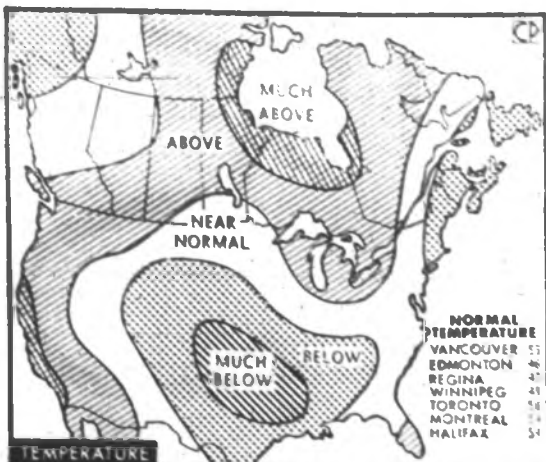 CP
MUCH
ABOVE
ABOVE
NEAR
NORMAL
MUCH
BELOW
BELOW
NORMAL
TEMPERATURE
VANCOUVER
EDMONTON 46
REGINA
WINNIPEG
TORONTO
MONTREAL
HALIFAX
TEMPERATURE